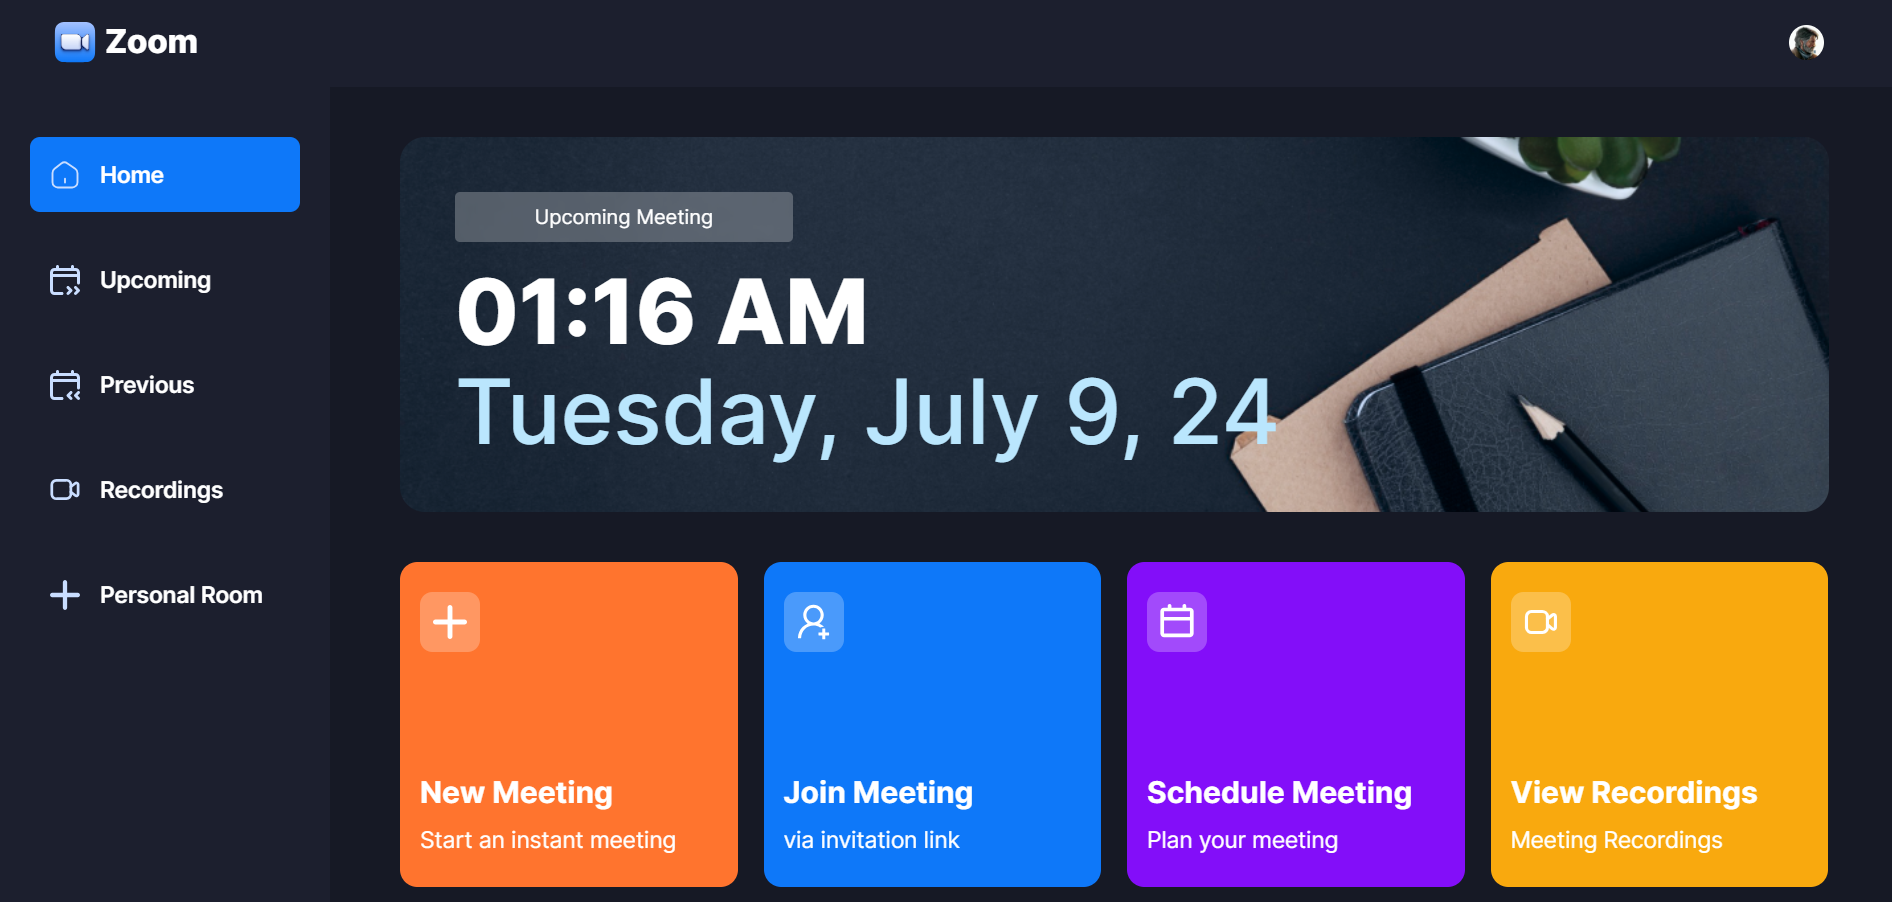 Zoom
Home
Upcoming
Previous
Recordings
Personal Room
Upcoming Meeting
01:16 AM
Tuesday, July 9, 24
New Meeting
Start an instant meeting
Join Meeting
via invitation link
Schedule Meeting
Plan your meeting
View Recordings
Meeting Recordings